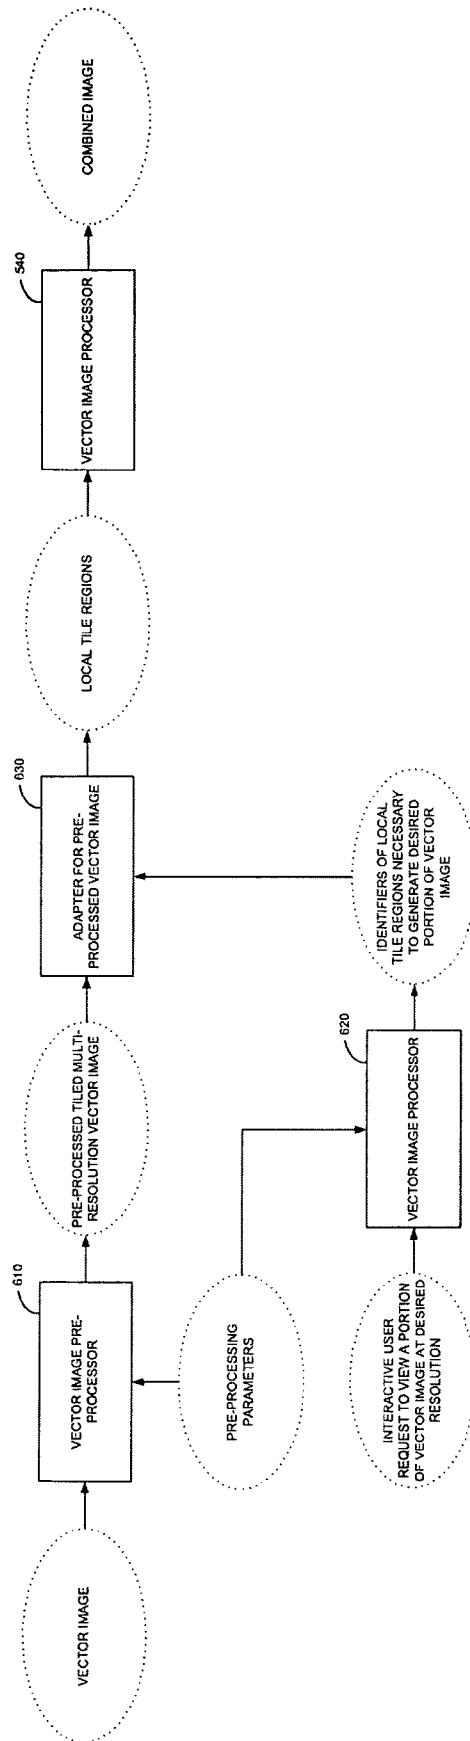 VECTOR IMAGE
610
VECTOR IMAGE PRE-
PROCESSOR
PRE-PROCESSED TILED MULTI-
RESOLUTION VECTOR IMAGE
630
ADAPTER FOR PRE-
PROCESSED VECTOR IMAGE
LOCAL TILE REGIONS
540
VECTOR IMAGE PROCESSOR
COMBINED IMAGE
PRE-PROCESSING
PARAMETERS
INTERACTIVE USER
REQUEST TO VIEW A PORTION
OF VECTOR IMAGE AT DESIRED
RESOLUTION
620
VECTOR IMAGE PROCESSOR
IDENTIFIERS OF LOCAL
TILE REGIONS NECESSARY
TO GENERATE DESIRED
PORTION OF VECTOR
IMAGE